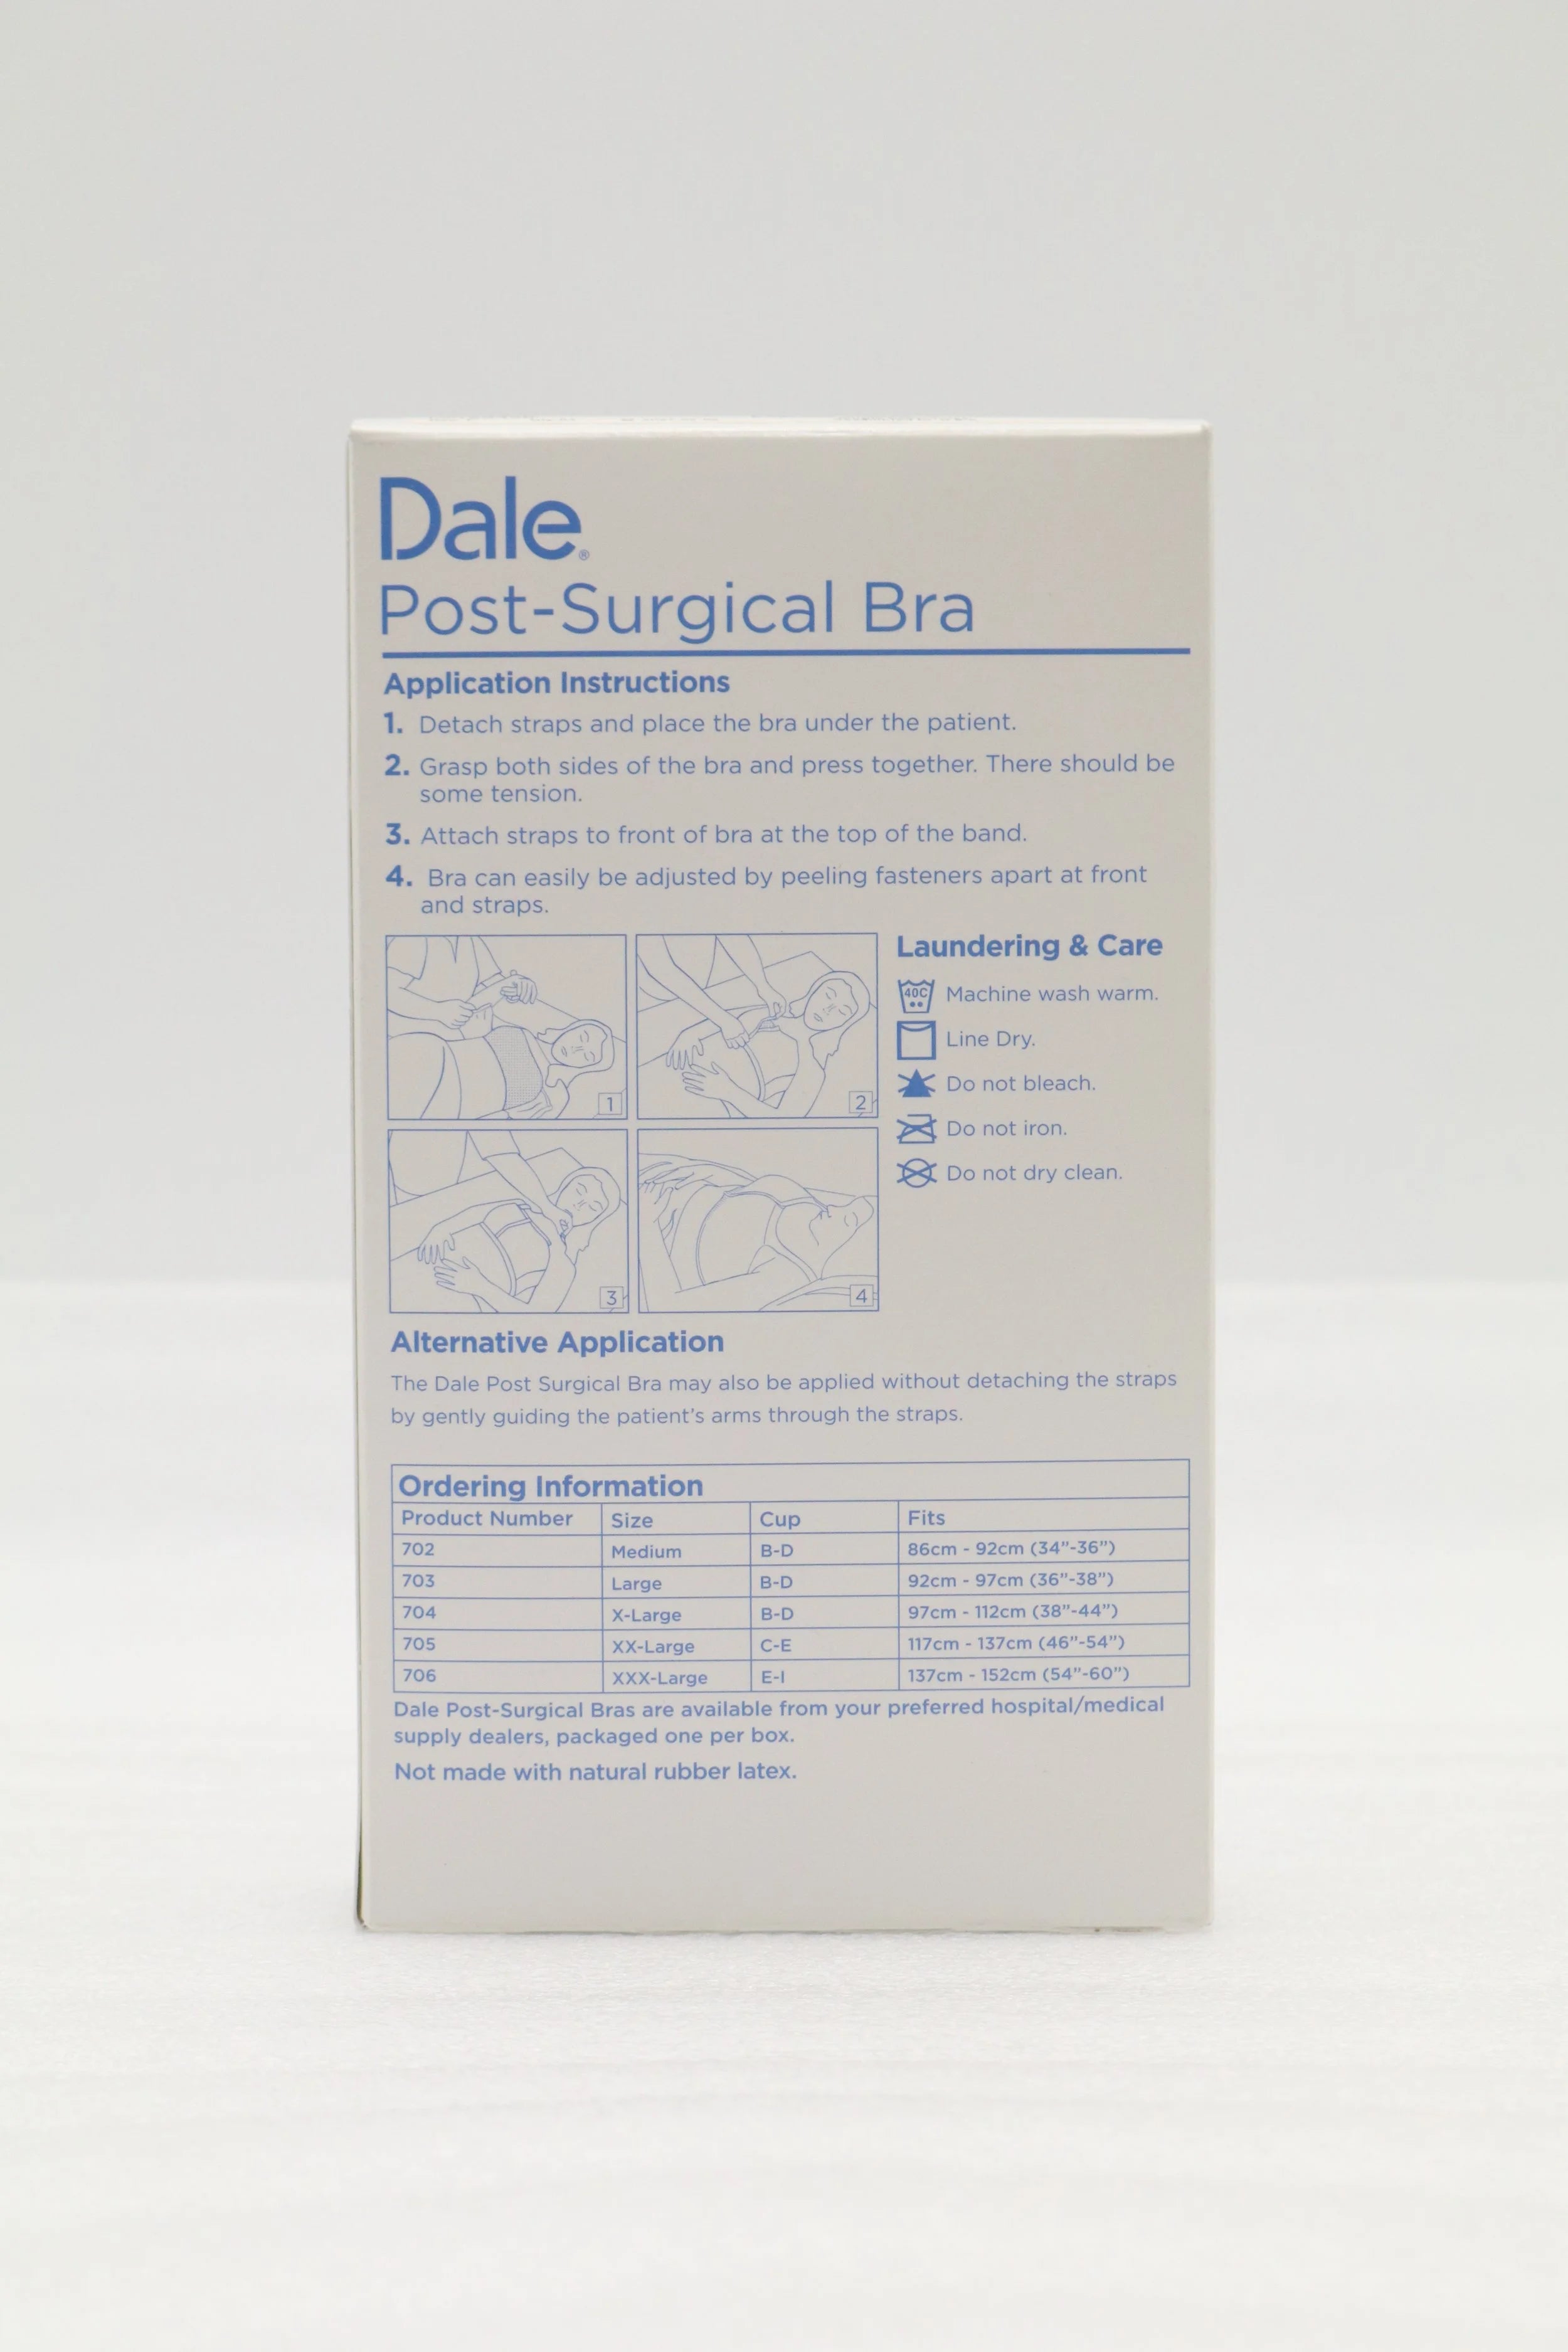 Dale®
Post-Surgical Bra
Application Instructions
1. Detach straps and place the bra under the patient.
2. Grasp both sides of the bra and press together. There should be
some tension.
3. Attach straps to front of bra at the top of the band.
4. Bra can easily be adjusted by peeling fasteners apart at front
and straps.
1
2
3
4
Laundering & Care
40C Machine wash warm.
Line Dry.
Do not bleach.
Do not iron.
Do not dry clean.
Alternative Application
The Dale Post Surgical Bra may also be applied without detaching the straps
by gently guiding the patient's arms through the straps.
Ordering Information
Product Number Size Cup Fits
702 Medium B-D 86cm - 92cm (34”-36”)
703 Large B-D 92cm - 97cm (36”-38”)
704 X-Large B-D 97cm - 112cm (38”-44”)
705 XX-Large C-E 117cm - 137cm (46”-54”)
706 XXX-Large E-I 137cm - 152cm (54”-60”)
Dale Post-Surgical Bras are available from your preferred hospital/medical
supply dealers, packaged one per box.
Not made with natural rubber latex.